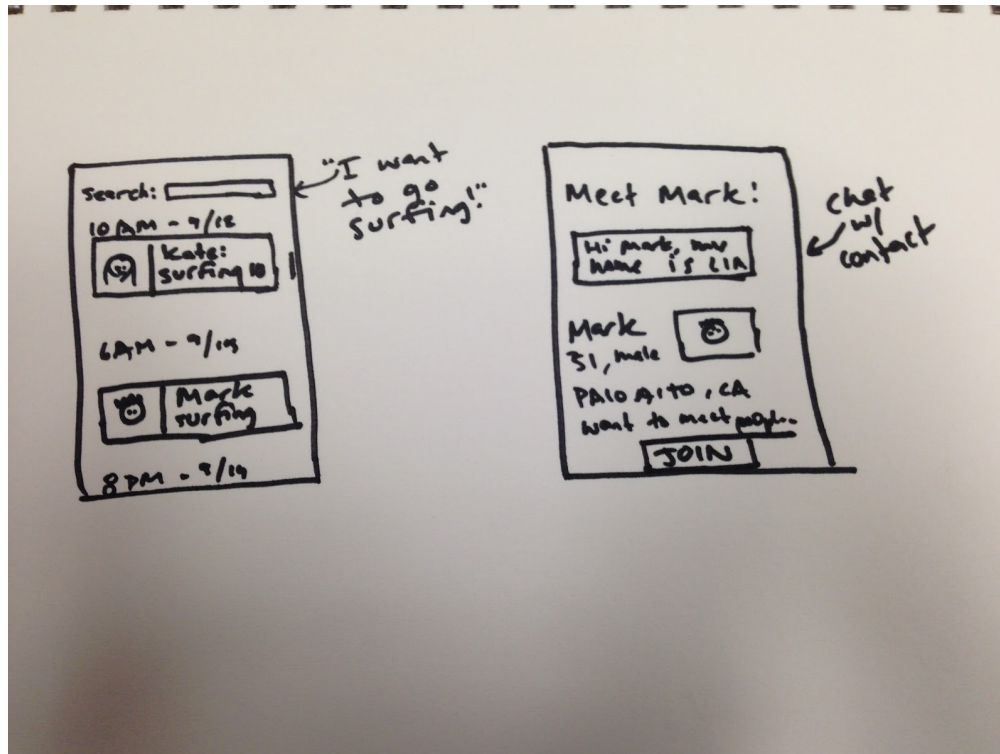 Search:
10 AM - 9/18
Kate:
surfing
"I want
to go
surfing!"
6AM - 9/19
Mark
surfing
8 PM - 9/19
Meet Mark!
Hi Mark, my
name is LIA
chat
w/
contact
Mark
31, male
PALO ALTO, CA
want to meet people..
JOIN